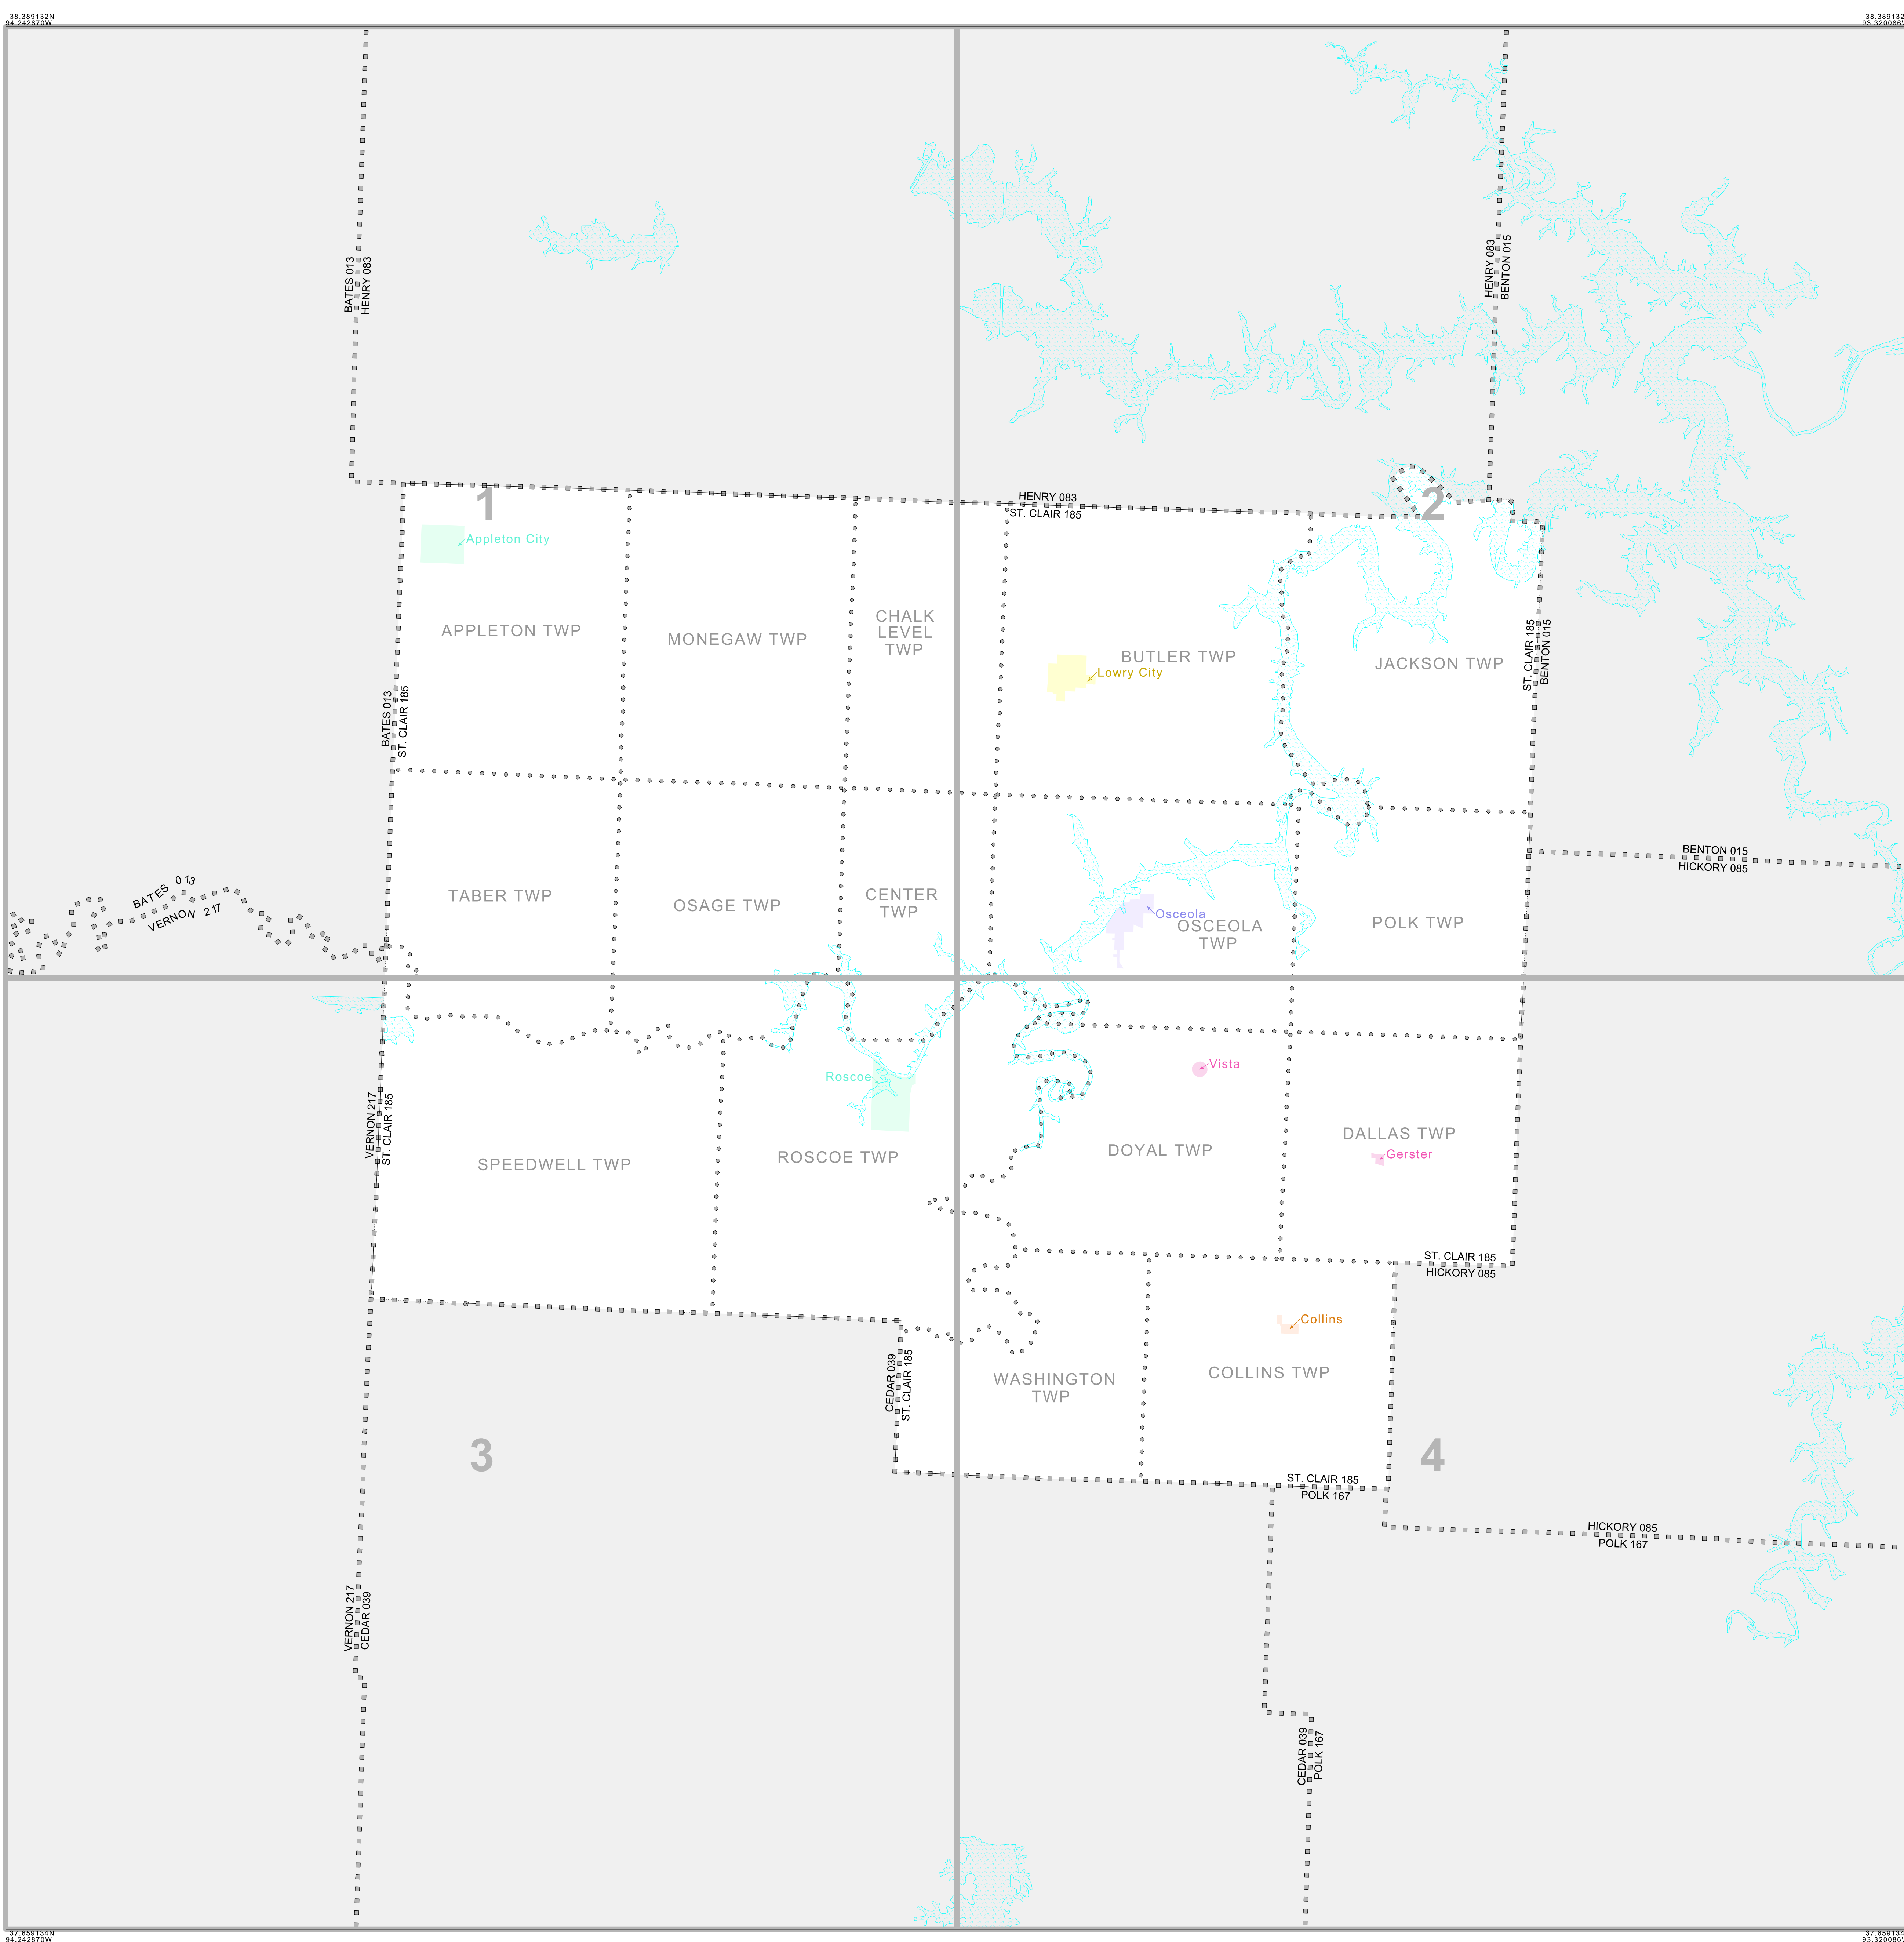 38.389132N
94.242870W
38.389132N
93.320086W
BATES 013
HENRY 083
HENRY 083
BENTON 015
1
2
HENRY 083
ST. CLAIR 185
Appleton City
APPLETON TWP
MONEGAW TWP
CHALK
LEVEL
TWP
BUTLER TWP
Lowry City
JACKSON TWP
ST. CLAIR 185
BENTON 015
BATES 013
ST. CLAIR 185
BENTON 015
HICKORY 085
BATES 013
VERNON 217
TABER TWP
OSAGE TWP
CENTER
TWP
Osceola
OSCEOLA
TWP
POLK TWP
Vista
Roscoe
VERNON 217
ST. CLAIR 185
SPEEDWELL TWP
ROSCOE TWP
DOYAL TWP
DALLAS TWP
Gerster
ST. CLAIR 185
HICKORY 085
Collins
CEDAR 039
ST. CLAIR 185
WASHINGTON
TWP
COLLINS TWP
3
4
ST. CLAIR 185
POLK 167
HICKORY 085
POLK 167
VERNON 217
CEDAR 039
CEDAR 039
POLK 167
37.659134N
94.242870W
37.659134
93.320086W